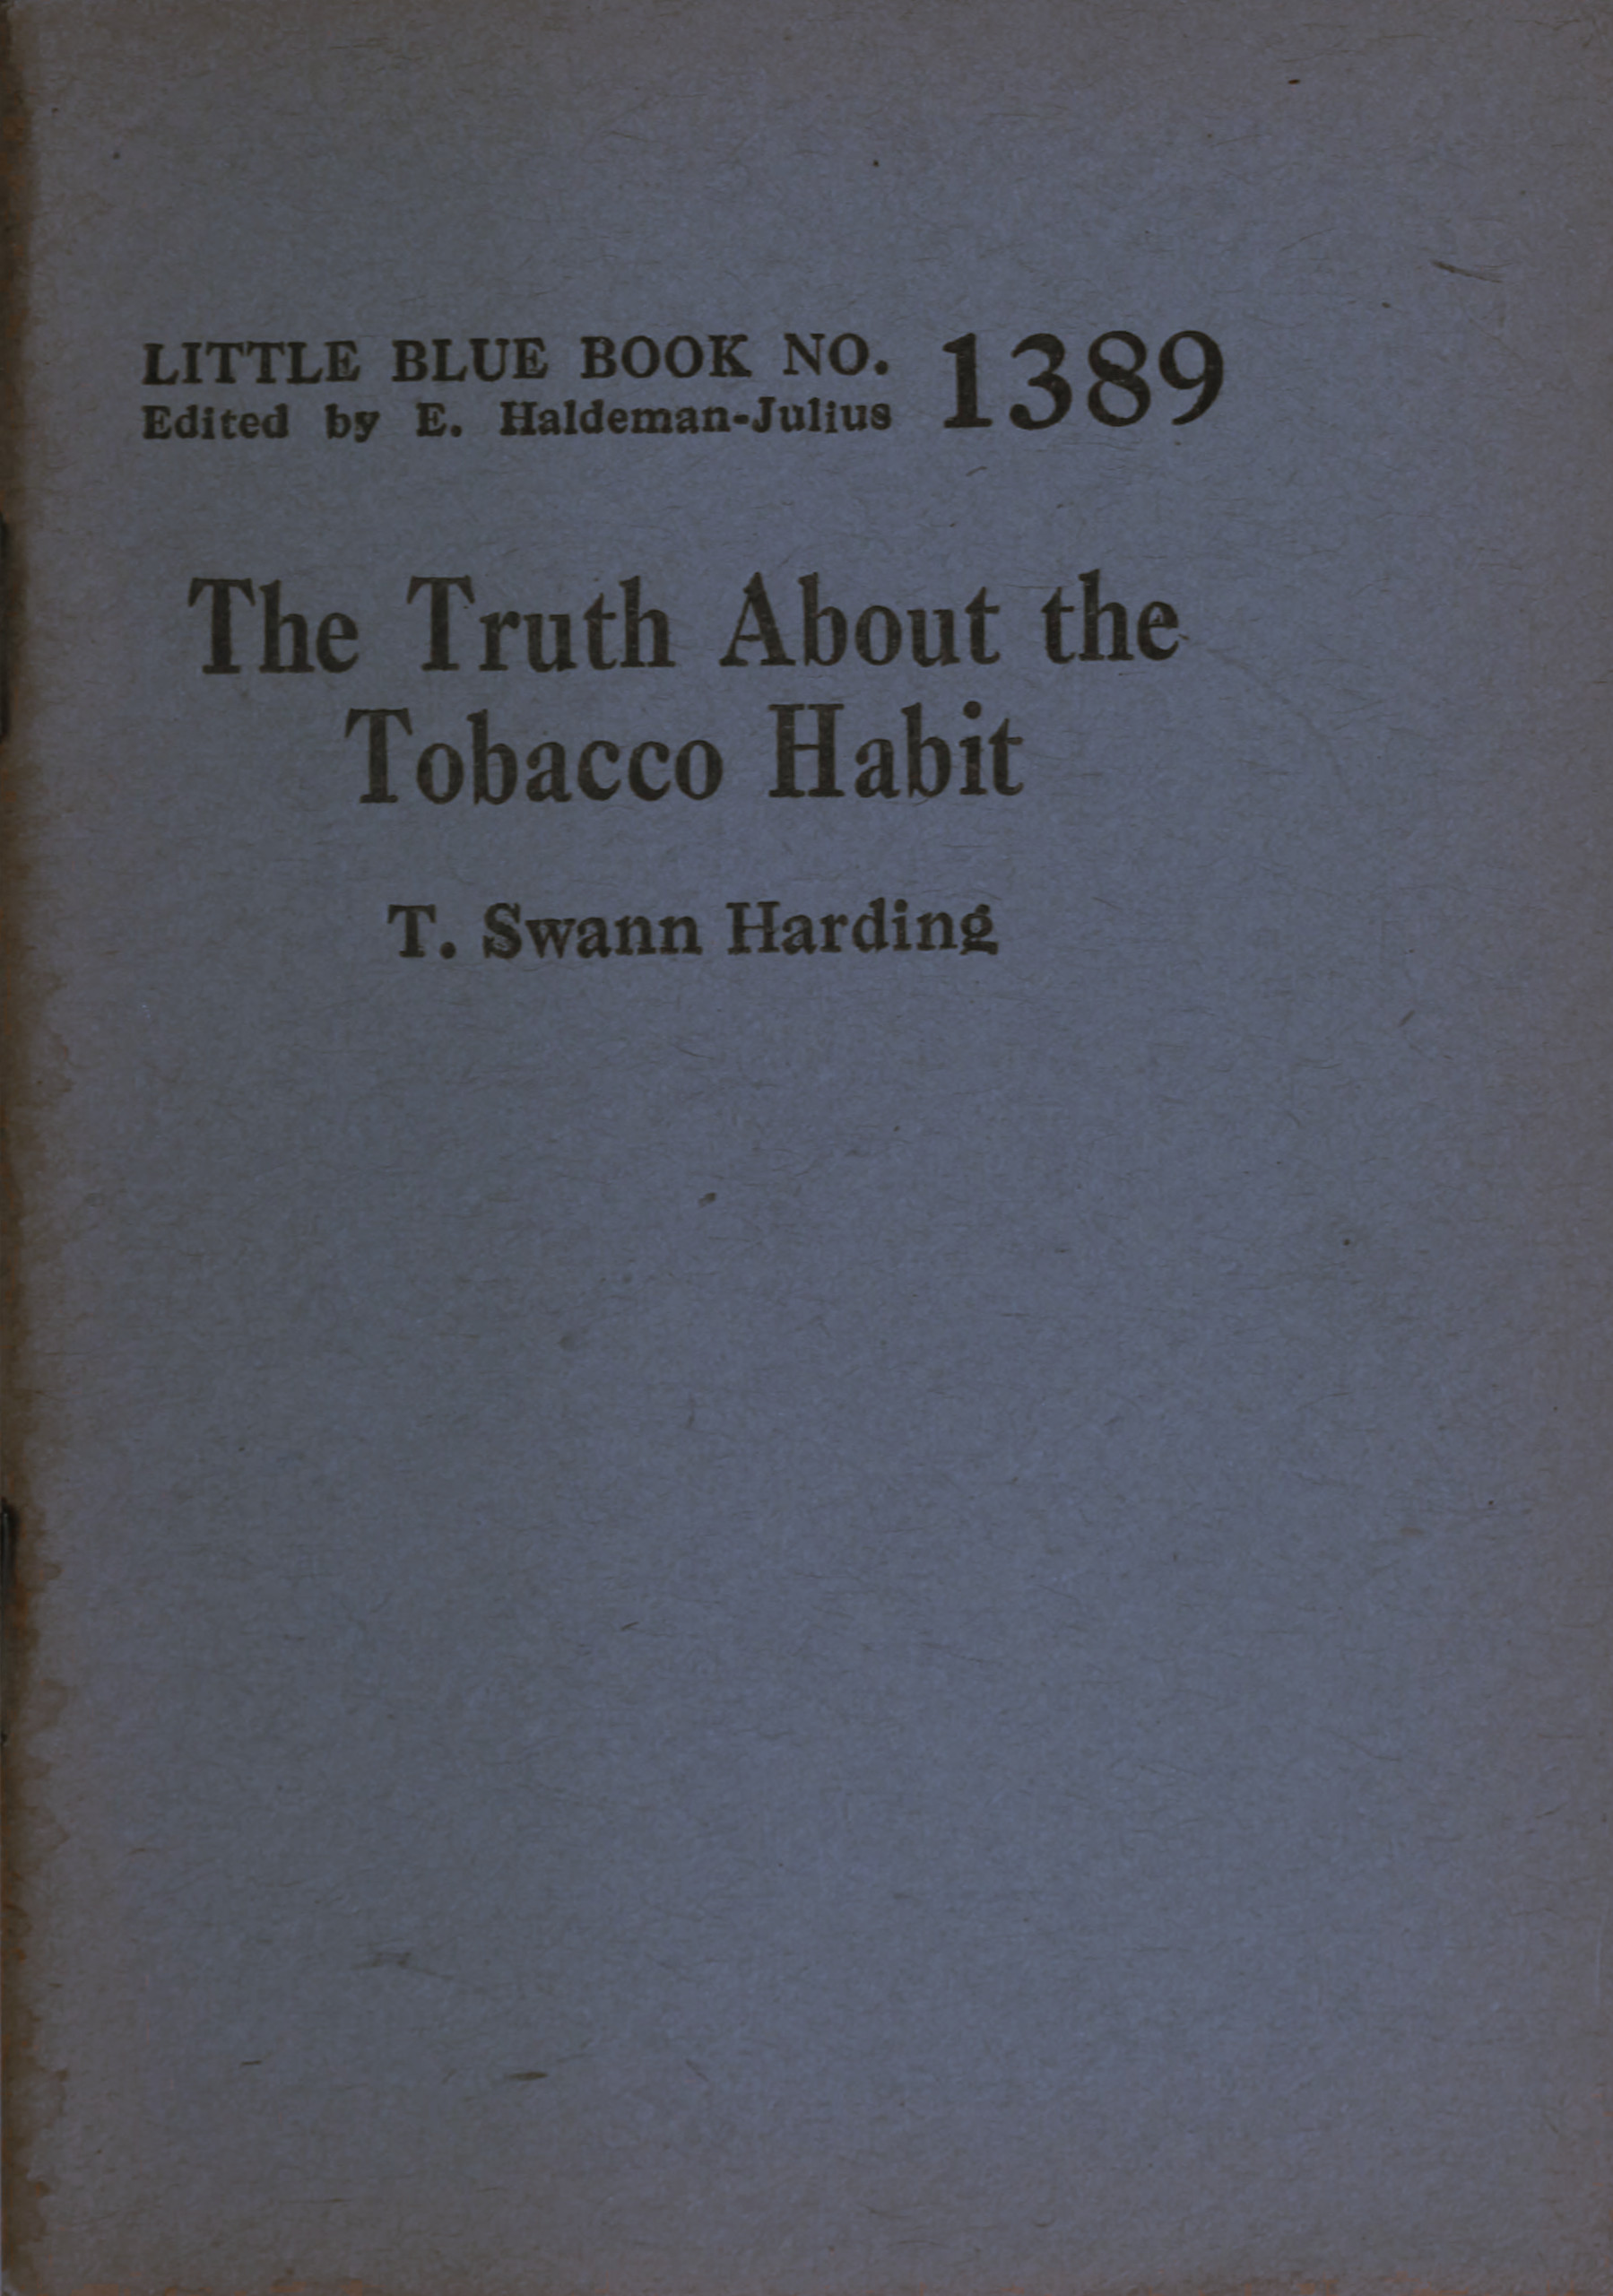 LITTLE BLUE BOOK NO. 1389
Edited by E. Haldeman-Julius
The Truth About the
Tobacco Habit
T. Swann Harding